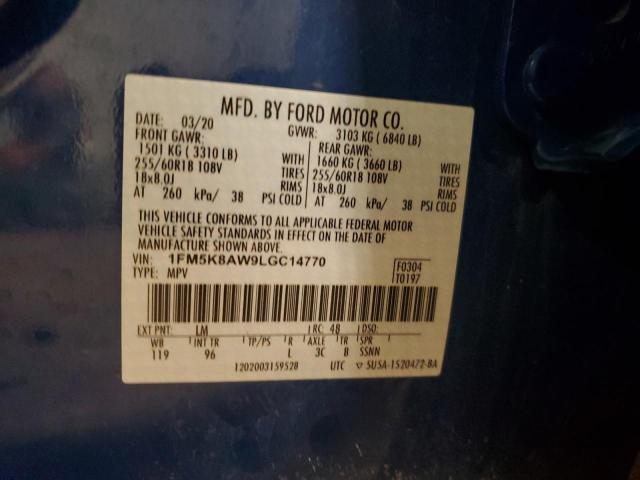 MFD. BY FORD MOTOR CO.
DATE: 03/20 GVWR: 3103 KG ( 6840 LB)
FRONT GAWR: REAR GAWR:
1501 KG ( 3310 LB) WITH 1660 KG ( 3660 LB) WITH
255/60R18 108V TIRES 255/60R18 108V TIRES
18x8.0J RIMS 18x8.0J RIMS
AT 260 kPa/ 38 PSI COLD AT 260 kPa/ 38 PSI COLD
THIS VEHICLE CONFORMS TO ALL APPLICABLE FEDERAL MOTOR
VEHICLE SAFETY STANDARDS IN EFFECT ON THE DATE OF
MANUFACTURE SHOWN ABOVE.
VIN: 1FM5K8AW9LGC14770 F0304
TYPE: MPV T0197
EXT PNT: LM RC: 48 DSO:
WB INT TR TP/PS R AXLE TR SPR
119 96 L 3C B SSNN
1202003159528 UTC ▽ 5USA-1520472-BA